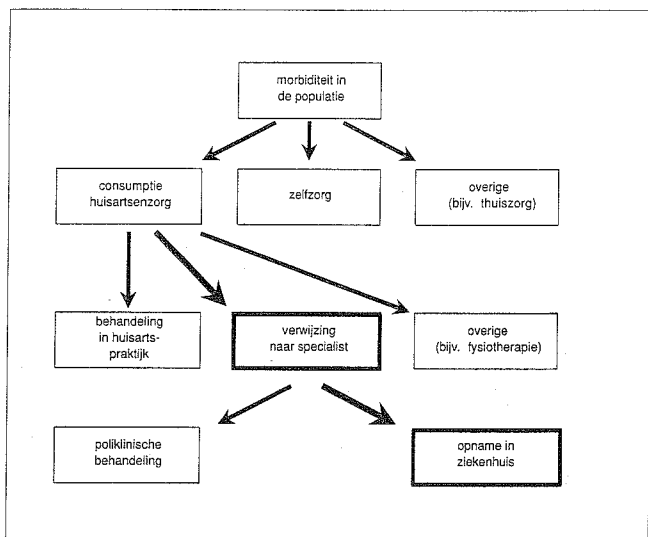 morbiditeit in
de populatie
consumptie
huisartsenzorg
zelfzorg
overige
(bijv. thuiszorg)
behandeling
in huisarts-
praktijk
verwijzing
naar specialist
overige
(bijv. fysiotherapie)
poliklinische
behandeling
opname in
ziekenhuis